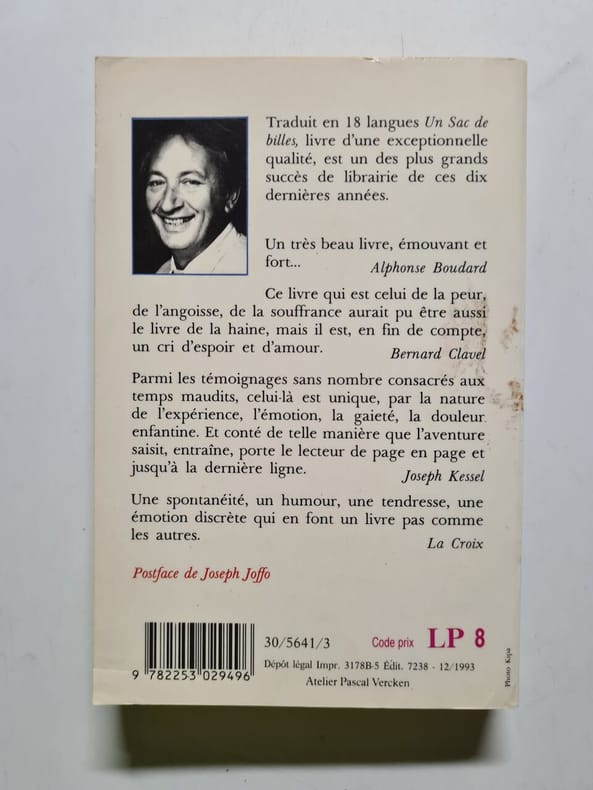 Traduit en 18 langues Un Sac de
billes, livre d'une exceptionnelle
qualité, est un des plus grands
succès de librairie de ces dix
dernières années.
Un très beau livre, émouvant et
fort...
Alphonse Boudard
Ce livre qui est celui de la peur,
de l'angoisse, de la souffrance aurait pu être aussi
le livre de la haine, mais il est, en fin de compte,
un cri d'espoir et d'amour.
Bernard Clavel
Parmi les témoignages sans nombre consacrés aux
temps maudits, celui-là est unique, par la nature
de l'expérience, l'émotion, la gaieté, la douleur
enfantine. Et conté de telle manière que l'aventure
saisit, entraîne, porte le lecteur de page en page et
jusqu'à la dernière ligne.
Joseph Kessel
Une spontanéité, un humour, une tendresse, une
émotion discrète qui en font un livre pas comme
les autres.
La Croix
Postface de Joseph Joffo
9 782253 029496
30/5641/3
Code prix LP 8
Dépôt légal Impr. 3178B-5 Édit. 7238 - 12/1993
Atelier Pascal Vercken
Photo Kipa